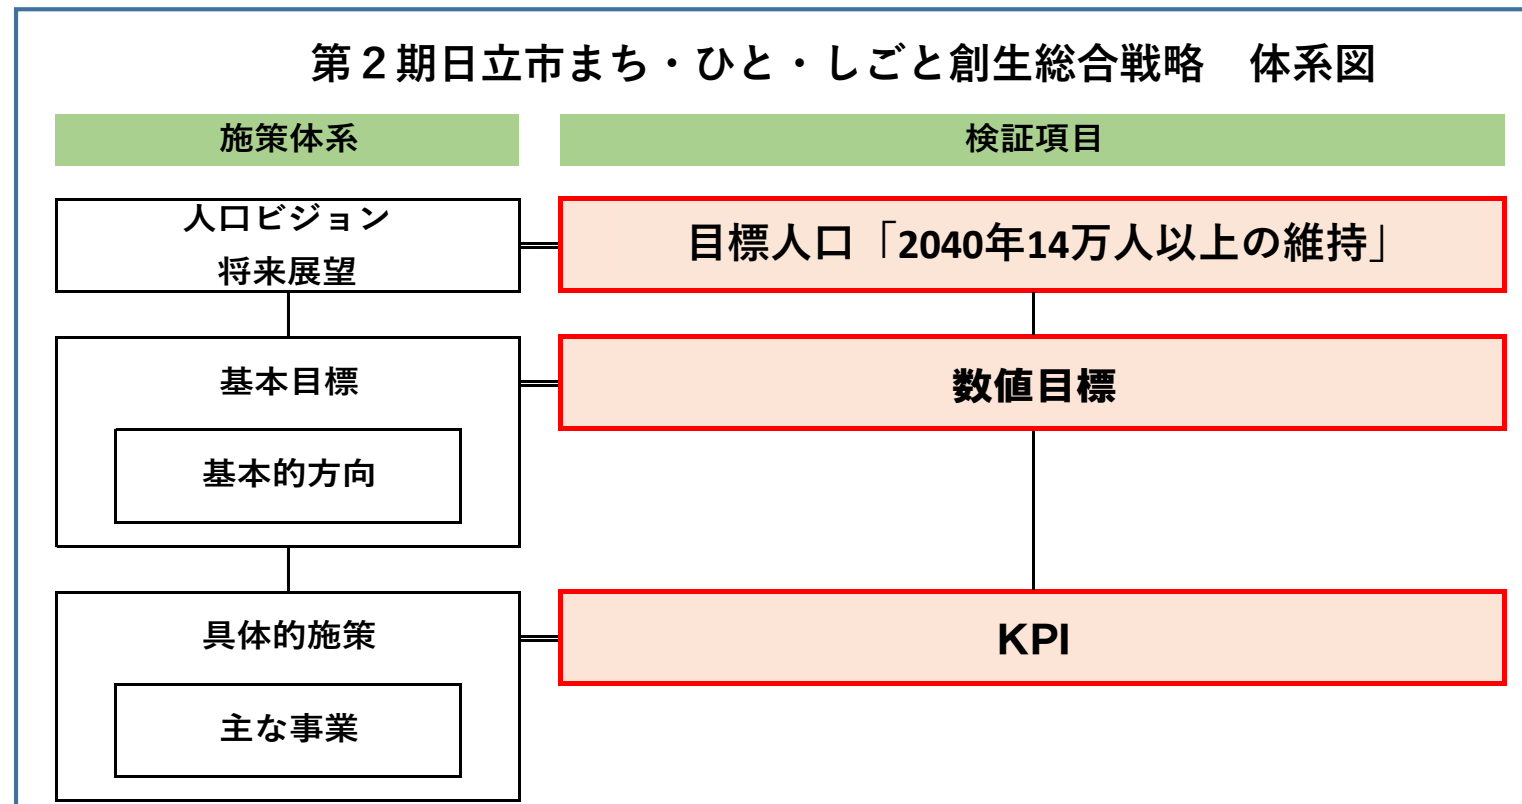 第２期日立市まち・ひと・しごと創生総合戦略　体系図
施策体系
検証項目
人口ビジョン
将来展望
目標人口「2040年14万人以上の維持」
基本目標
数値目標
基本的方向
具体的施策
KPI
主な事業